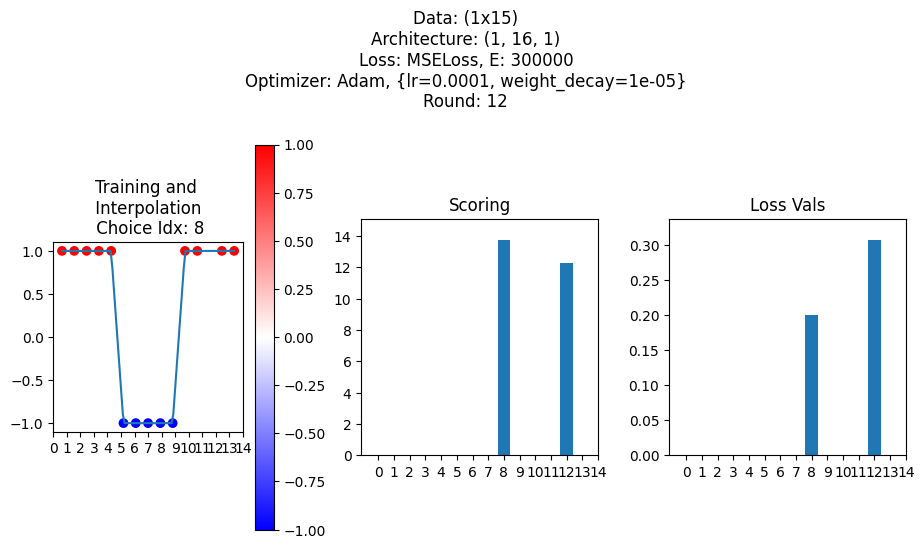 Data: (1x15)
Architecture: (1, 16, 1)
Loss: MSELoss, E: 300000
Optimizer: Adam, {lr=0.0001, weight_decay=1e-05}
Round: 12
Training and
Interpolation
Choice Idx: 8
1.0
0.5
0.0
−0.5
−1.0
0 1 2 3 4 5 6 7 8 9 10 11 12 13 14
1.00
0.75
0.50
0.25
0.00
−0.25
−0.50
−0.75
−1.00
Scoring
14
12
10
8
6
4
2
0
0 1 2 3 4 5 6 7 8 9 10 11 12 13 14
Loss Vals
0.30
0.25
0.20
0.15
0.10
0.05
0.00
0 1 2 3 4 5 6 7 8 9 10 11 12 13 14